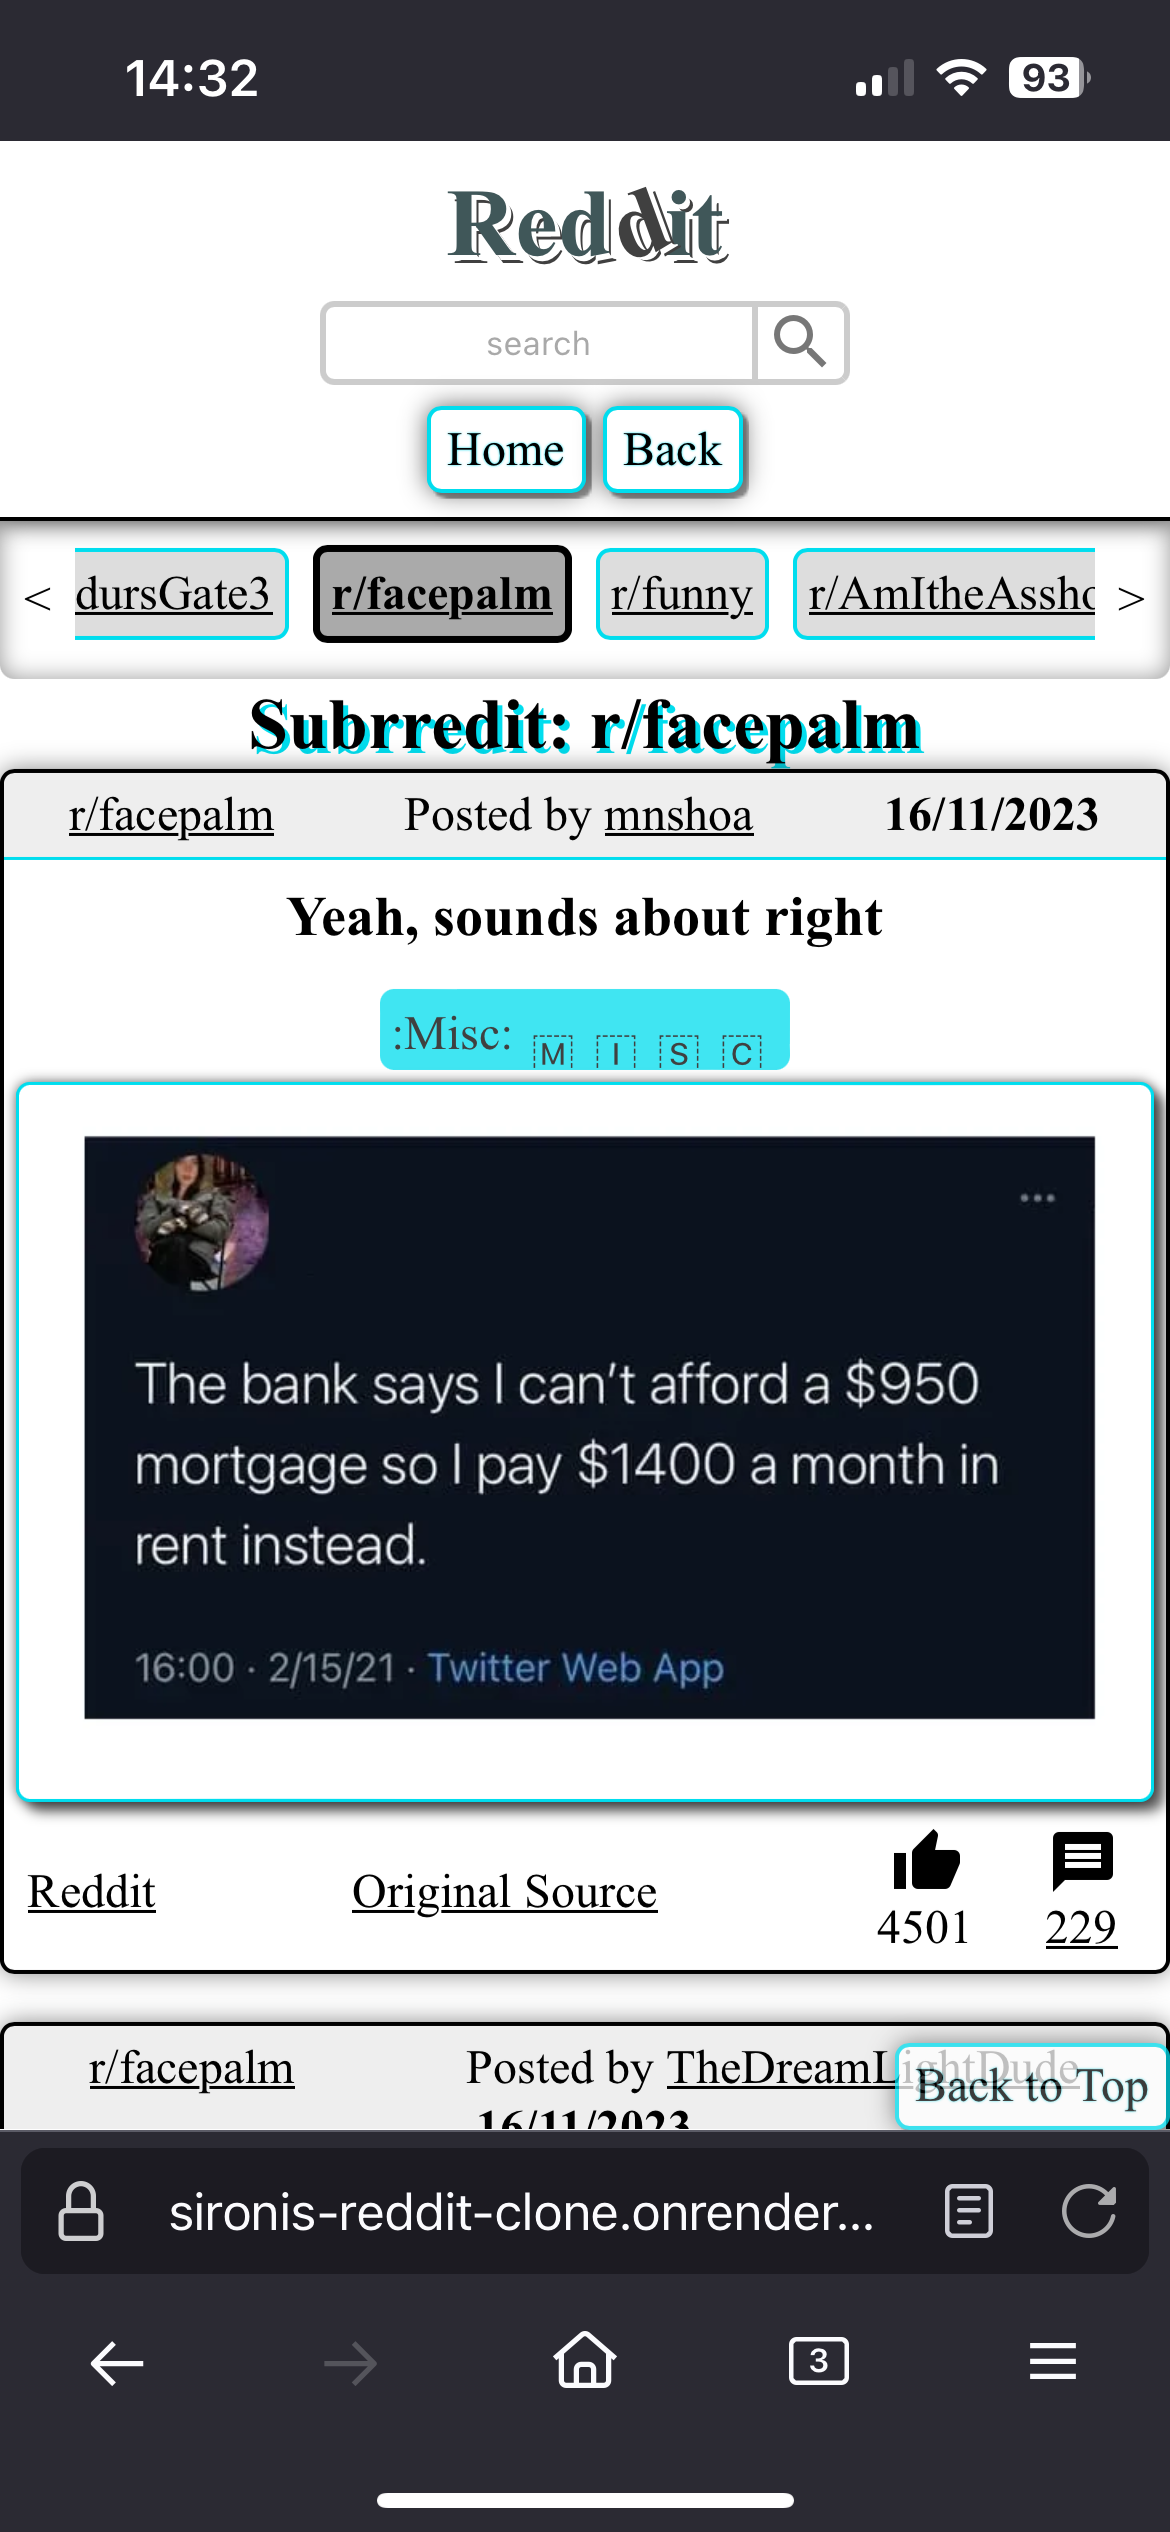 14:32
93
Reddit
search
Home Back
< dursGate3 r/facepalm r/funny r/AmItheAssho >
Subrredit: r/facepalm
r/facepalm Posted by mnshoa 16/11/2023
Yeah, sounds about right
:Misc: M I S C
The bank says I can't afford a $950
mortgage so I pay $1400 a month in
rent instead.
16:00 · 2/15/21 · Twitter Web App
Reddit Original Source 4501 229
r/facepalm Posted by TheDreamLightDude
16/11/2023
Back to Top
sironis-reddit-clone.onrender...
3